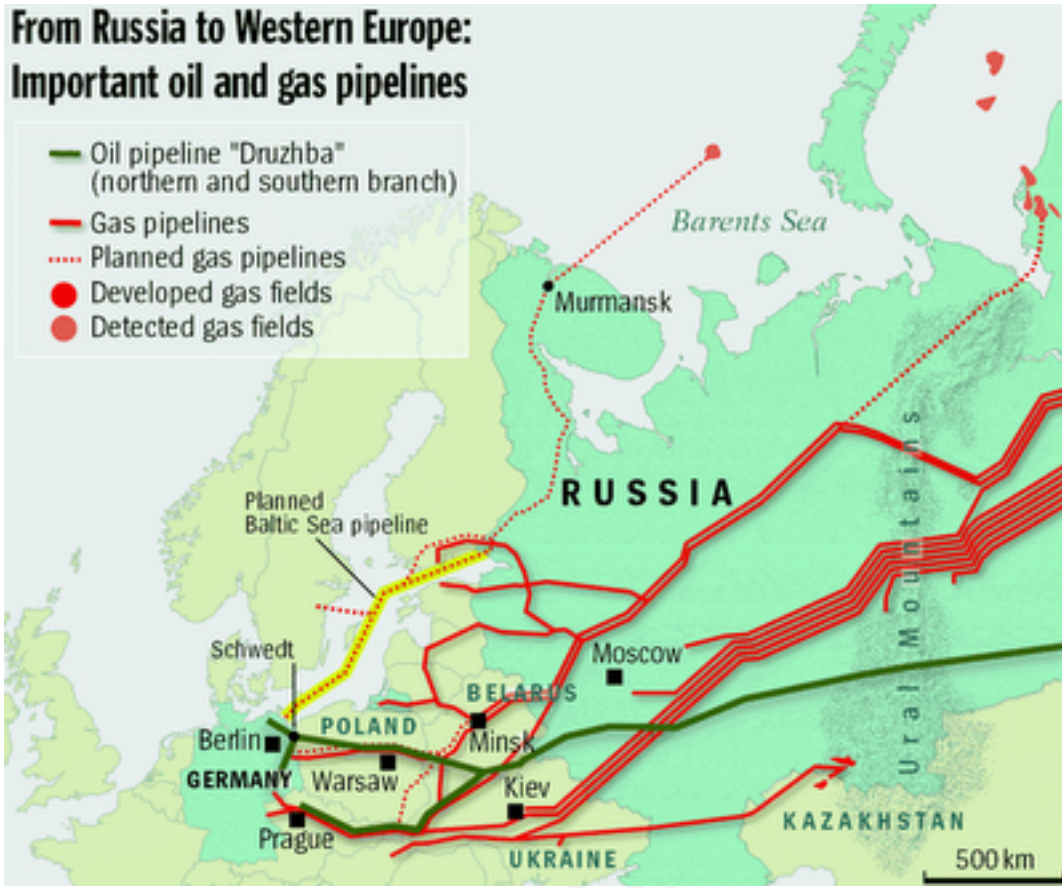 From Russia to Western Europe:
Important oil and gas pipelines
Oil pipeline "Druzhba"
(northern and southern branch)
Gas pipelines
Planned gas pipelines
Developed gas fields
Detected gas fields
Barents Sea
Murmansk
RUSSIA
Planned
Baltic Sea pipeline
Ural Mountains
Schwedt
Moscow
BELARUS
POLAND
Berlin
Minsk
GERMANY
Warsaw
Kiev
Prague
KAZAKHSTAN
UKRAINE
500 km